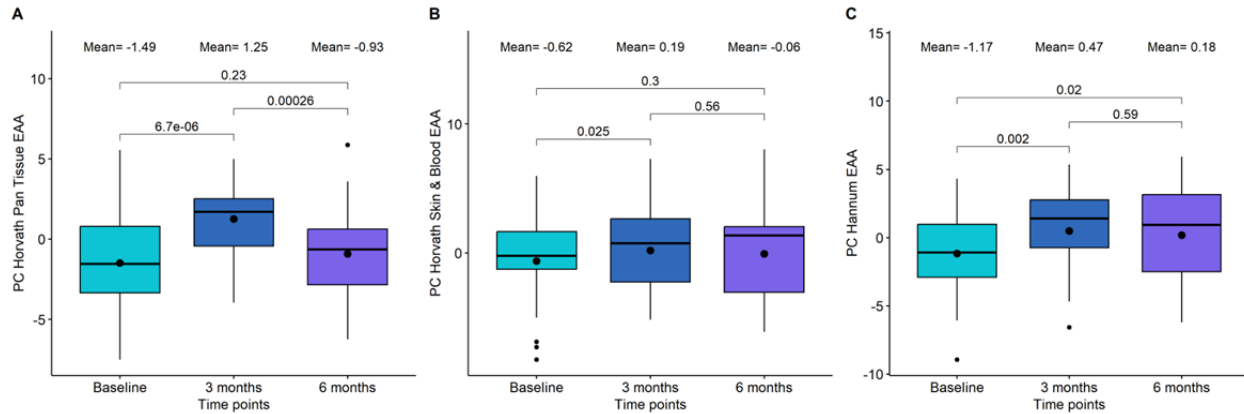 A
Mean= -1.49 Mean= 1.25 Mean= -0.93
0.23
0.00026
6.7e-06
PC Horvath Pan Tissue EAA
10
5
0
-5
Baseline 3 months 6 months
Time points
B
Mean= -0.62 Mean= 0.19 Mean= -0.06
0.3
0.56
0.025
PC Horvath Skin & Blood EAA
10
0
Baseline 3 months 6 months
Time points
C
Mean= -1.17 Mean= 0.47 Mean= 0.18
0.02
0.59
0.002
PC Hannum EAA
15
10
5
0
-5
-10
Baseline 3 months 6 months
Time points